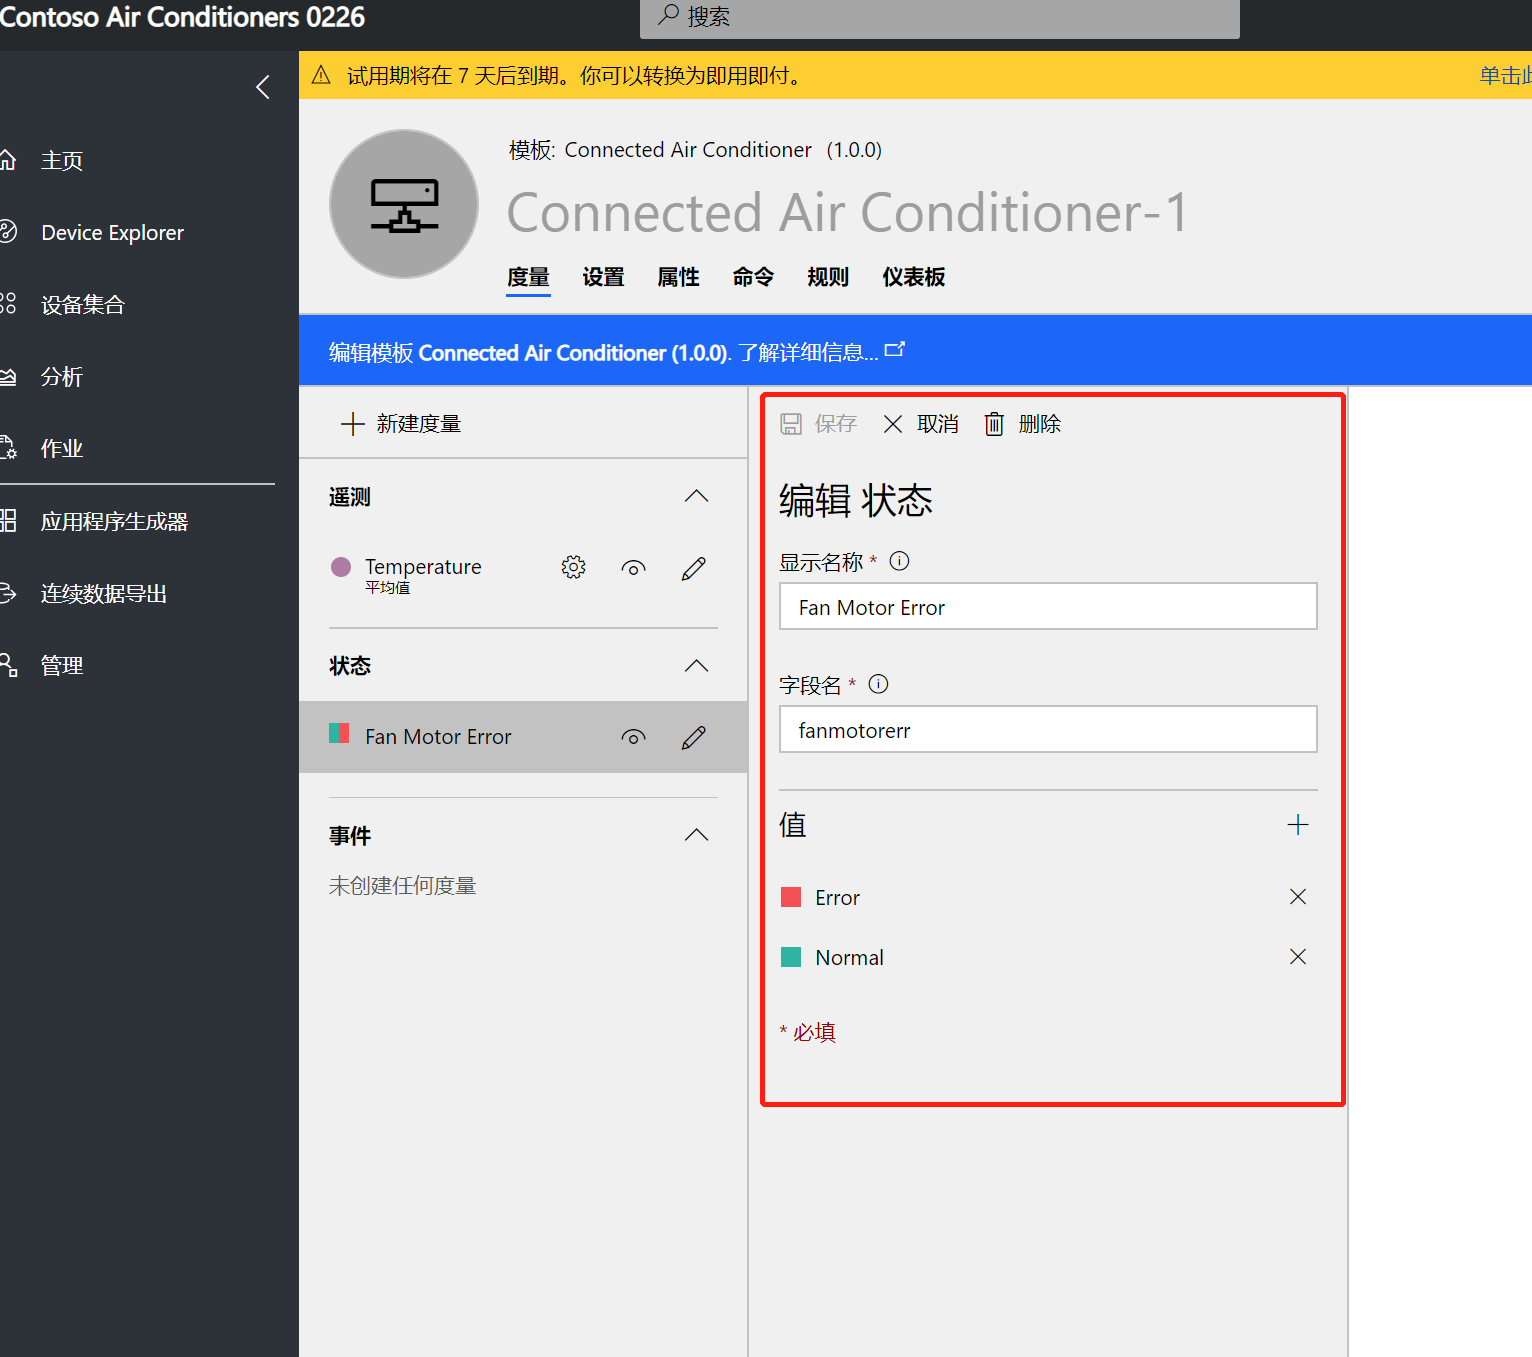 Contoso Air Conditioners 0226
搜索
试用期将在 7 天后到期。你可以转换为即用即付。
单击
主页
Device Explorer
设备集合
分析
作业
应用程序生成器
连续数据导出
管理
模板: Connected Air Conditioner (1.0.0)
Connected Air Conditioner-1
度量 设置 属性 命令 规则 仪表板
编辑模板 Connected Air Conditioner (1.0.0). 了解详细信息...
新建度量
遥测
Temperature
平均值
状态
Fan Motor Error
事件
未创建任何度量
保存 取消 删除
编辑 状态
显示名称 *
Fan Motor Error
字段名 *
fanmotorerr
值
Error
Normal
* 必填